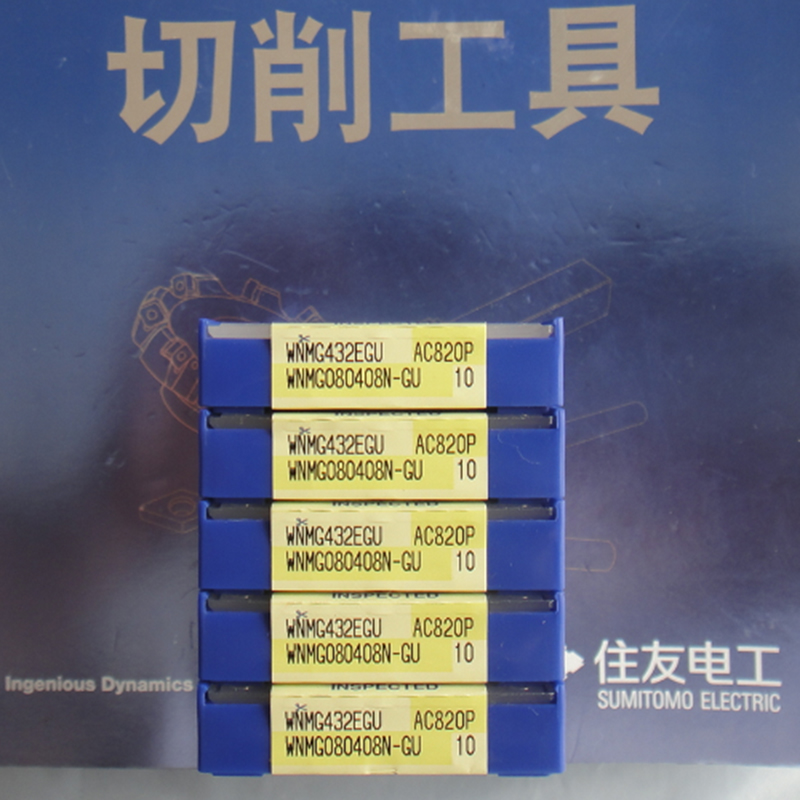 切削工具
WNMG432EGU AC820P
WNMG080408N-GU 10
INSPECTED
WNMG432EGU AC820P
WNMG080408N-GU 10
INSPECTED
WNMG432EGU AC820P
WNMG080408N-GU 10
INSPECTED
WNMG432EGU AC820P
WNMG080408N-GU 10
INSPECTED
WNMG432EGU AC820P
WNMG080408N-GU 10
Ingenious Dynamics
住友电工
SUMITOMO ELECTRIC